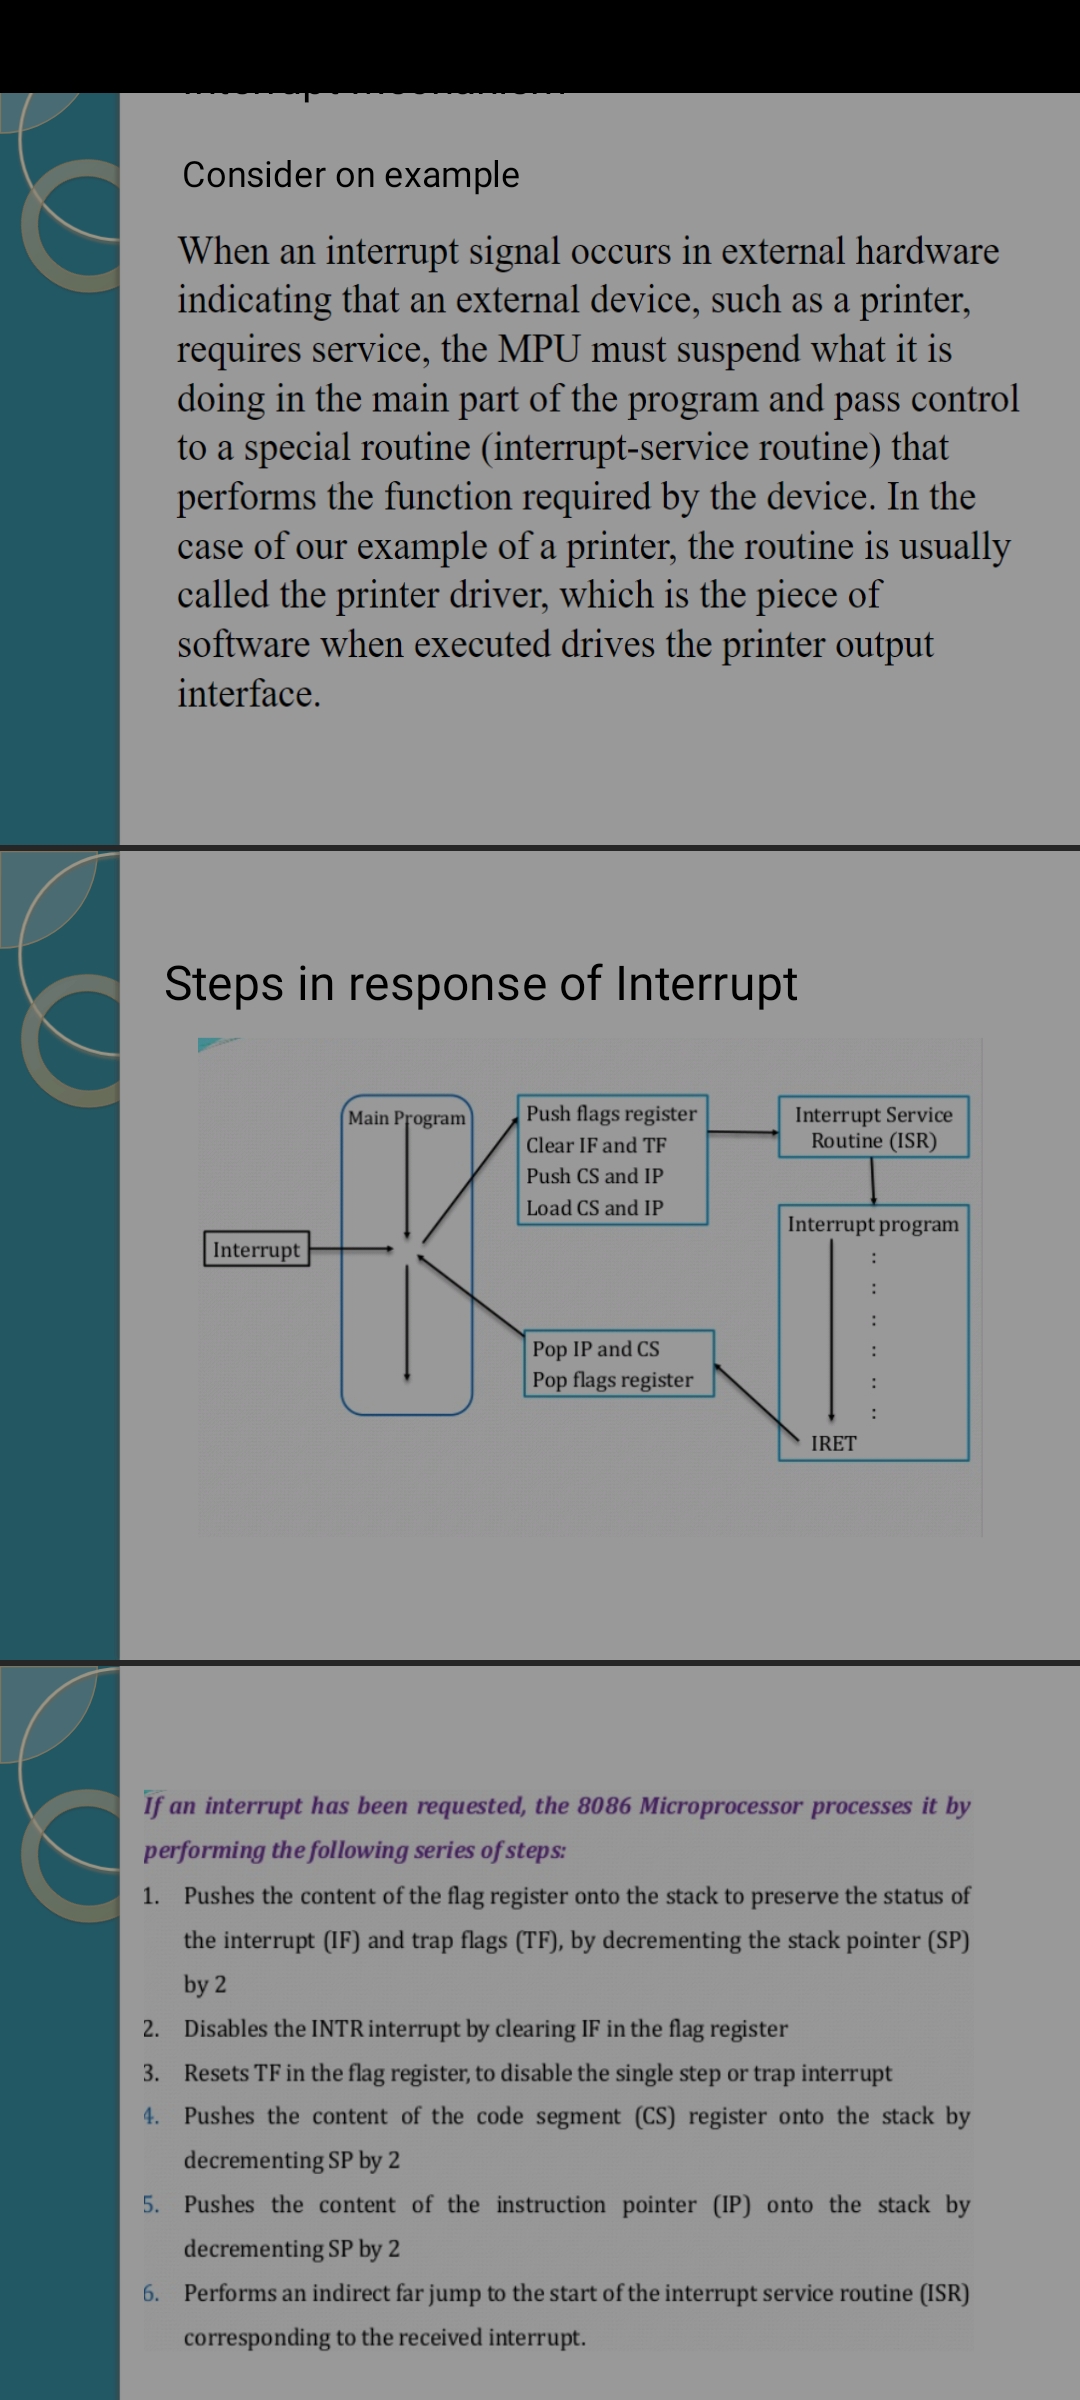 Interrupt Mechanism
Consider on example
When an interrupt signal occurs in external hardware
indicating that an external device, such as a printer,
requires service, the MPU must suspend what it is
doing in the main part of the program and pass control
to a special routine (interrupt-service routine) that
performs the function required by the device. In the
case of our example of a printer, the routine is usually
called the printer driver, which is the piece of
software when executed drives the printer output
interface.
Steps in response of Interrupt
Main Program
Interrupt
Push flags register
Clear IF and TF
Push CS and IP
Load CS and IP
Interrupt Service
Routine (ISR)
Interrupt program
:
:
:
:
:
:
IRET
Pop IP and CS
Pop flags register
If an interrupt has been requested, the 8086 Microprocessor processes it by
performing the following series of steps:
1. Pushes the content of the flag register onto the stack to preserve the status of
the interrupt (IF) and trap flags (TF), by decrementing the stack pointer (SP)
by 2
2. Disables the INTR interrupt by clearing IF in the flag register
3. Resets TF in the flag register, to disable the single step or trap interrupt
4. Pushes the content of the code segment (CS) register onto the stack by
decrementing SP by 2
5. Pushes the content of the instruction pointer (IP) onto the stack by
decrementing SP by 2
6. Performs an indirect far jump to the start of the interrupt service routine (ISR)
corresponding to the received interrupt.